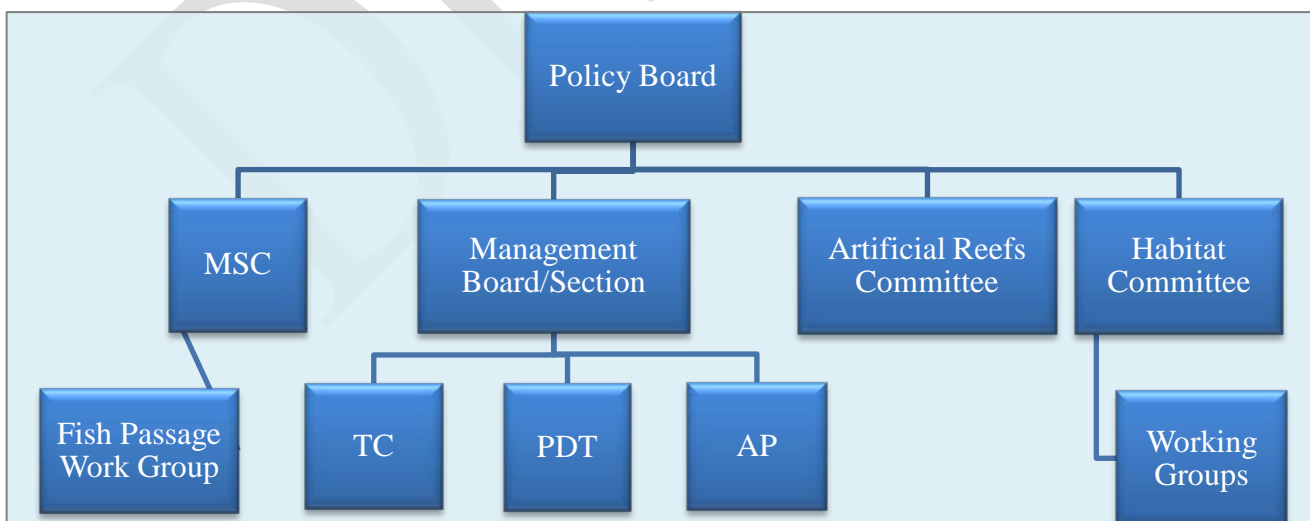 Policy Board
MSC
Management
Board/Section
Artificial Reefs
Committee
Habitat
Committee
Fish Passage
Work Group
TC
PDT
AP
Working
Groups